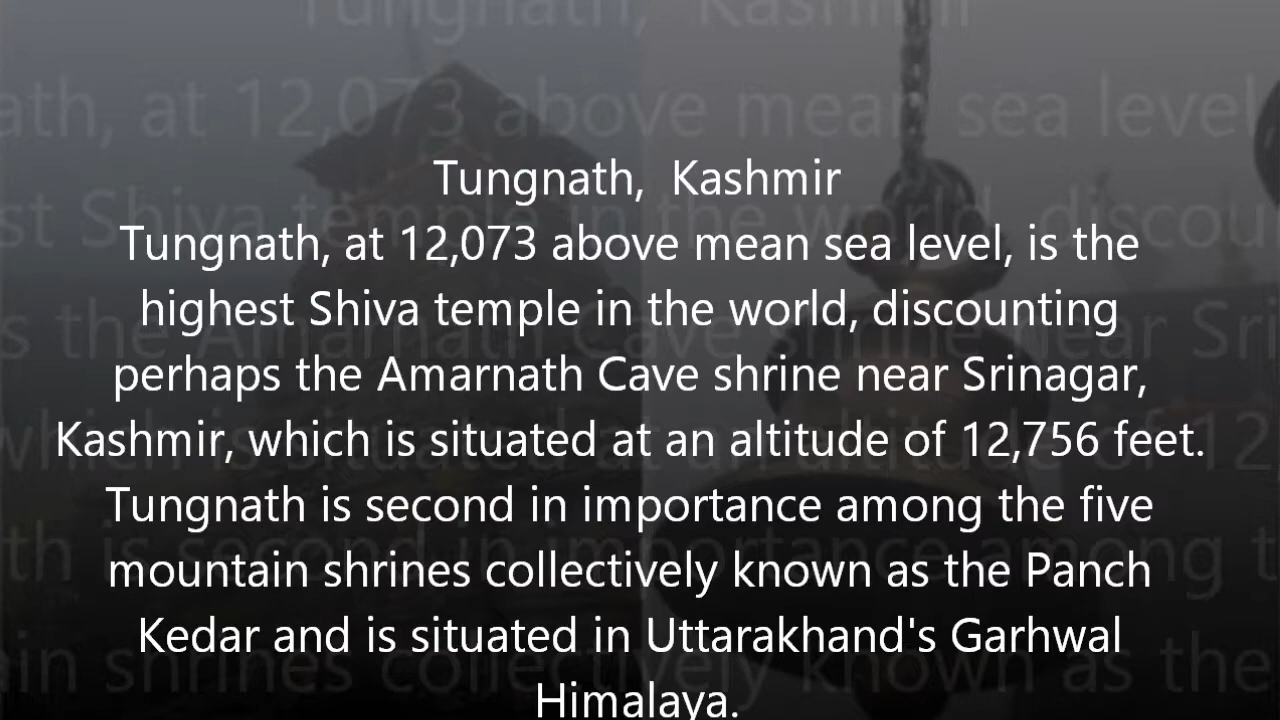 Tungnath,  Kashmir
Tungnath, at 12,073 above mean sea level, is the
highest Shiva temple in the world, discounting
perhaps the Amarnath Cave shrine near Srinagar,
Kashmir, which is situated at an altitude of 12,756 feet.
Tungnath is second in importance among the five
mountain shrines collectively known as the Panch
Kedar and is situated in Uttarakhand's Garhwal
Himalaya.